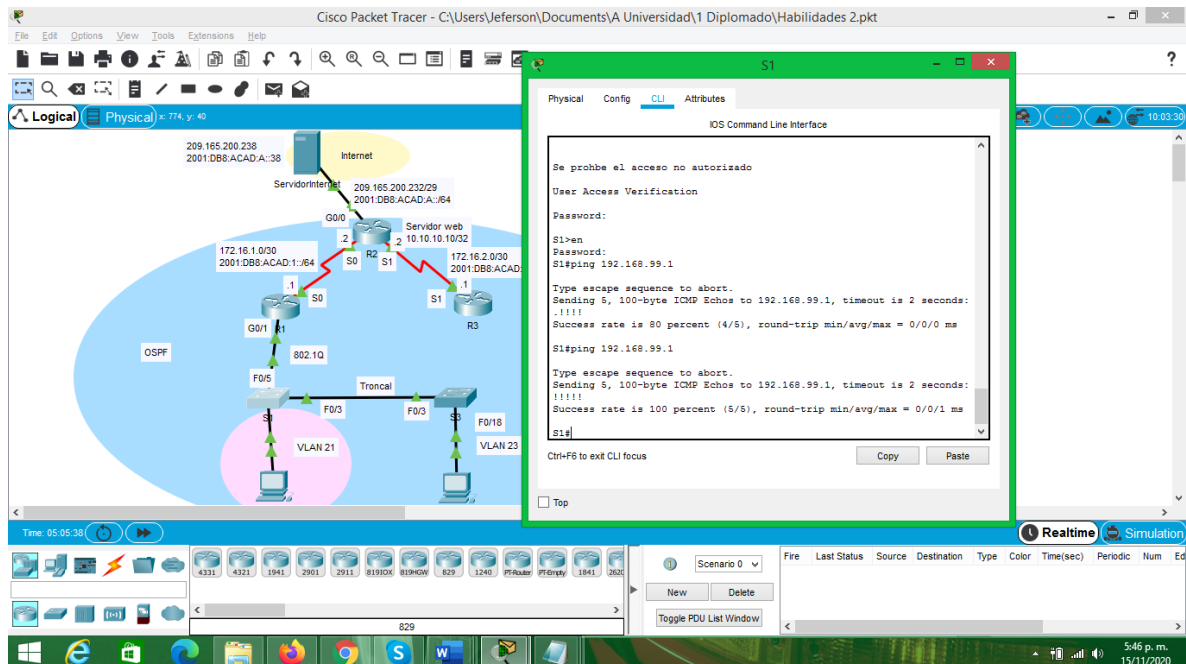 Cisco Packet Tracer - C:\Users\Jeferson\Documents\A Universidad\1 Diplomado\Habilidades 2.pkt
File Edit Options View Tools Extensions Help
?
Logical
Physical
x: 774, y: 40
10:03:30
209.165.200.238
2001:DB8:ACAD:A::38
Internet
ServidorInternet
209.165.200.232/29
2001:DB8:ACAD:A::/64
G0/0
Servidor web
10.10.10.10/32
.2
.2
R2
S0
S1
172.16.1.0/30
2001:DB8:ACAD:1::/64
172.16.2.0/30
2001:DB8:ACAD:
.1
S0
S1
.1
G0/1
R1
R3
OSPF
802.1Q
F0/5
Troncal
S1
F0/3
F0/3
S3
F0/18
VLAN 21
VLAN 23
S1
Physical Config CLI Attributes
IOS Command Line Interface
Se prohbe el acceso no autorizado
User Access Verification
Password:
S1>en
Password:
S1#ping 192.168.99.1
Type escape sequence to abort.
Sending 5, 100-byte ICMP Echos to 192.168.99.1, timeout is 2 seconds:
.!!!!
Success rate is 80 percent (4/5), round-trip min/avg/max = 0/0/0 ms
S1#ping 192.168.99.1
Type escape sequence to abort.
Sending 5, 100-byte ICMP Echos to 192.168.99.1, timeout is 2 seconds:
!!!!!
Success rate is 100 percent (5/5), round-trip min/avg/max = 0/0/1 ms
S1#
Ctrl+F6 to exit CLI focus
Copy
Paste
Top
Time: 05:05:38
Realtime
Simulation
4331 4321 1941 2901 2911 819IOX 819HGW 829 1240 PT-Router PT-Empty 1841 2620
829
Scenario 0
New
Delete
Toggle PDU List Window
Fire Last Status Source Destination Type Color Time(sec) Periodic Num Ed
5:46 p. m.
15/11/2020